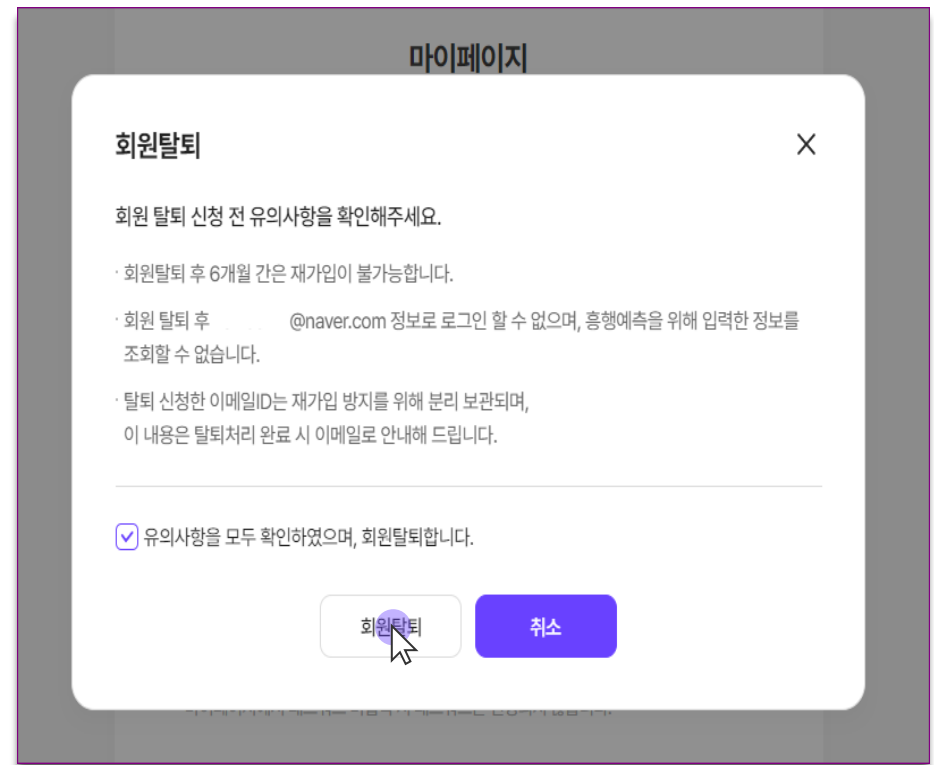 마이페이지
회원탈퇴
회원 탈퇴 신청 전 유의사항을 확인해주세요.
· 회원탈퇴 후 6개월 간은 재가입이 불가능합니다.
· 회원 탈퇴 후 @naver.com 정보로 로그인 할 수 없으며, 흥행예측을 위해 입력한 정보를
조회할 수 없습니다.
· 탈퇴 신청한 이메일ID는 재가입 방지를 위해 분리 보관되며,
이 내용은 탈퇴처리 완료 시 이메일로 안내해 드립니다.
유의사항을 모두 확인하였으며, 회원탈퇴합니다.
회원탈퇴 취소